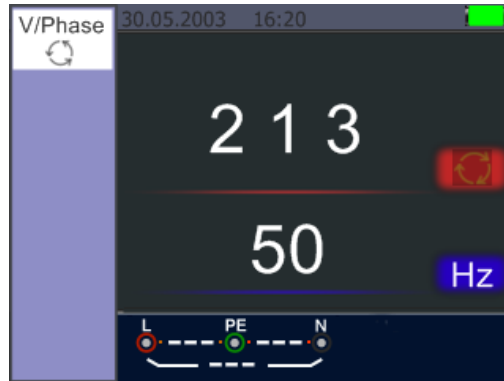 V/Phase
30.05.2003 16:20
2 1 3
50
Hz
L PE N
--- ---
---